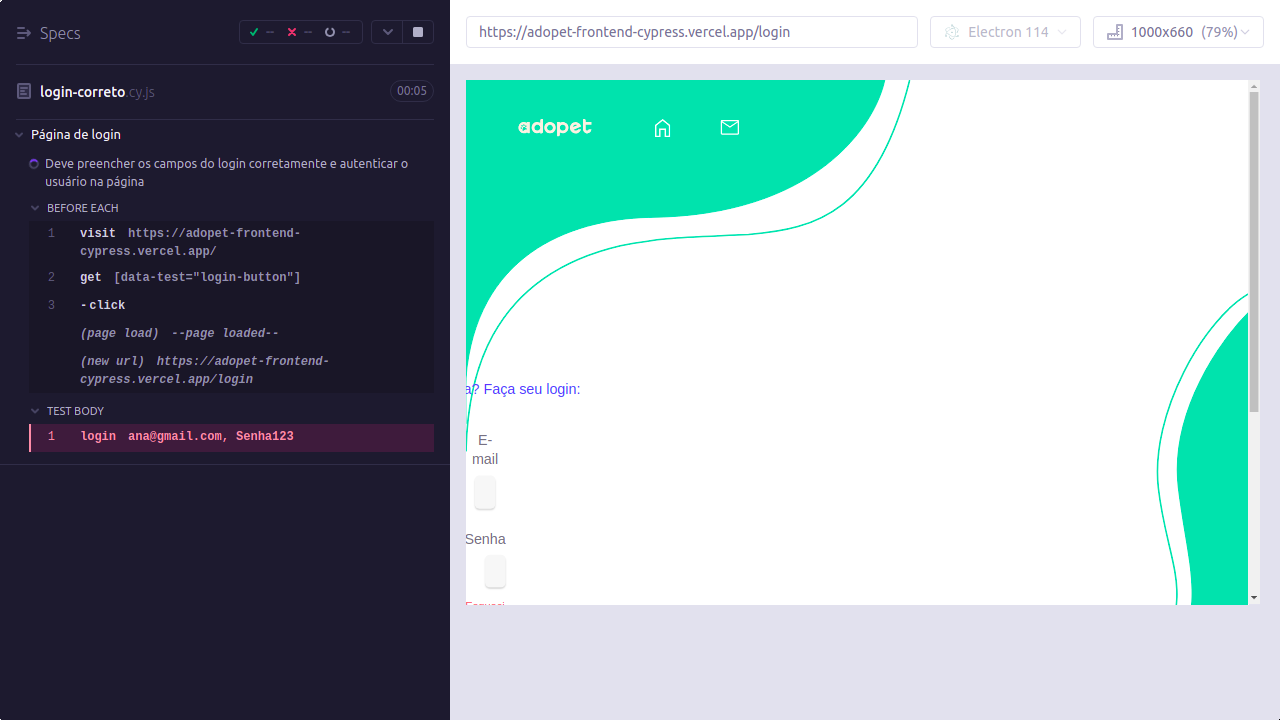 Specs
-- -- --
login-correto.cy.js 00:05
Página de login
Deve preencher os campos do login corretamente e autenticar o
usuário na página
BEFORE EACH
1 visit https://adopet-frontend-
cypress.vercel.app/
2 get [data-test="login-button"]
3 -click
(page load) --page loaded--
(new url) https://adopet-frontend-
cypress.vercel.app/login
TEST BODY
1 login ana@gmail.com, Senha123
https://adopet-frontend-cypress.vercel.app/login
Electron 114
1000x660 (79%)
adopet
a? Faça seu login:
E-
mail
Senha